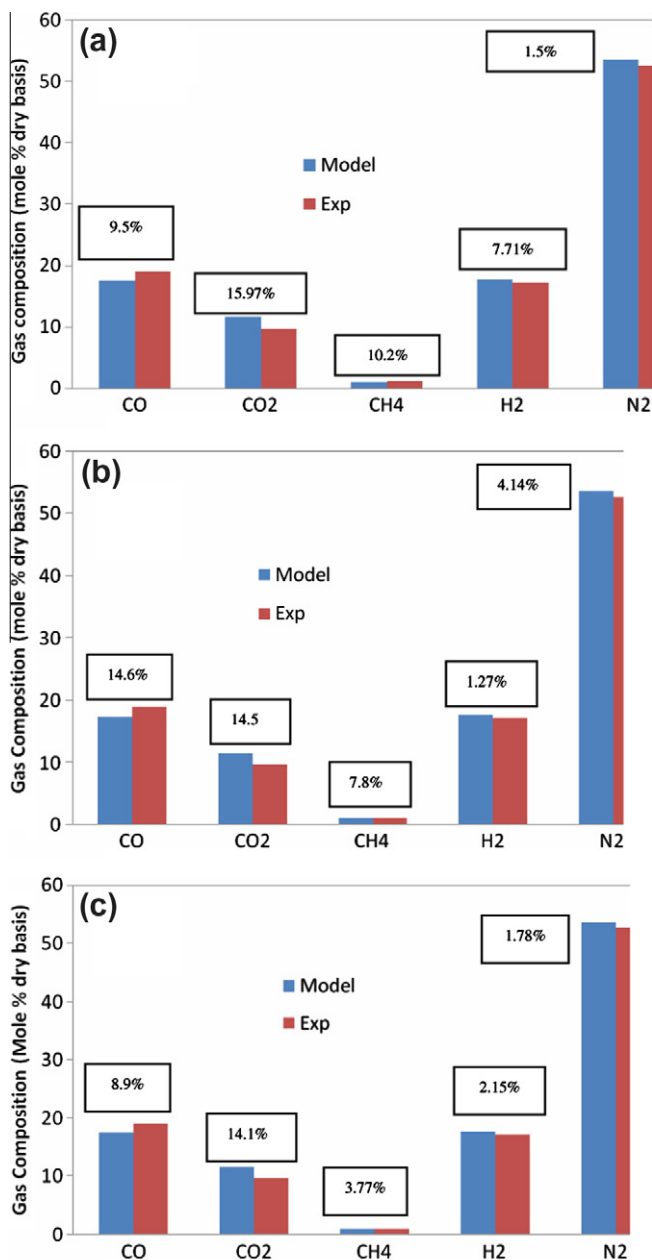 (a)
Gas composition (mole % dry basis)
60
50
40
30
20
10
0
1.5%
Model
Exp
9.5%
15.97%
10.2%
7.71%
CO CO2 CH4 H2 N2
(b)
Gas Composition (mole % dry basis)
60
50
40
30
20
10
0
4.14%
Model
Exp
14.6%
14.5
7.8%
1.27%
CO CO2 CH4 H2 N2
(c)
Gas Composition (Mole % dry basis)
60
50
40
30
20
10
0
1.78%
Model
Exp
8.9%
14.1%
3.77%
2.15%
CO CO2 CH4 H2 N2